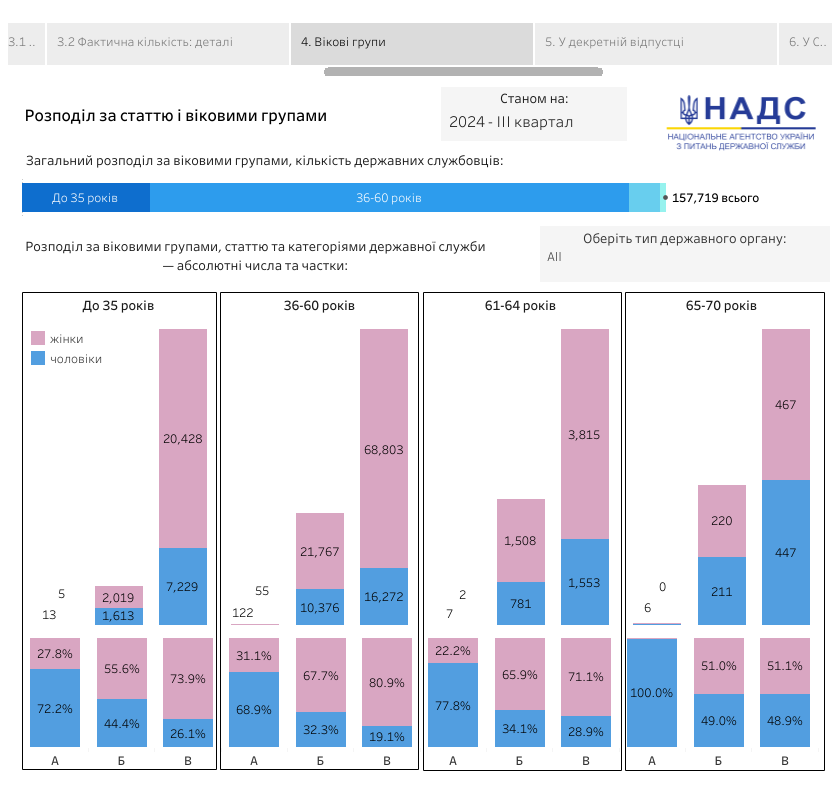 3.1 ..
3.2 Фактична кількість: деталі
4. Вікові групи
5. У декретній відпустці
6. У С..
Розподіл за статтю і віковими групами
Станом на:
2024 - III квартал
НАДС
НАЦІОНАЛЬНЕ АГЕНТСТВО УКРАЇНИ
З ПИТАНЬ ДЕРЖАВНОЇ СЛУЖБИ
Загальний розподіл за віковими групами, кількість державних службовців:
До 35 років
36-60 років
157,719 всього
Розподіл за віковими групами, статтю та категоріями державної служби
— абсолютні числа та частки:
Оберіть тип державного органу:
All
До 35 років
жінки
чоловіки
5
13
2,019
1,613
20,428
7,229
27.8%
72.2%
55.6%
44.4%
73.9%
26.1%
А
Б
В
36-60 років
55
122
21,767
10,376
68,803
16,272
31.1%
68.9%
67.7%
32.3%
80.9%
19.1%
А
Б
В
61-64 років
2
7
1,508
781
3,815
1,553
22.2%
77.8%
65.9%
34.1%
71.1%
28.9%
А
Б
В
65-70 років
0
6
220
211
467
447
100.0%
51.0%
49.0%
51.1%
48.9%
А
Б
В